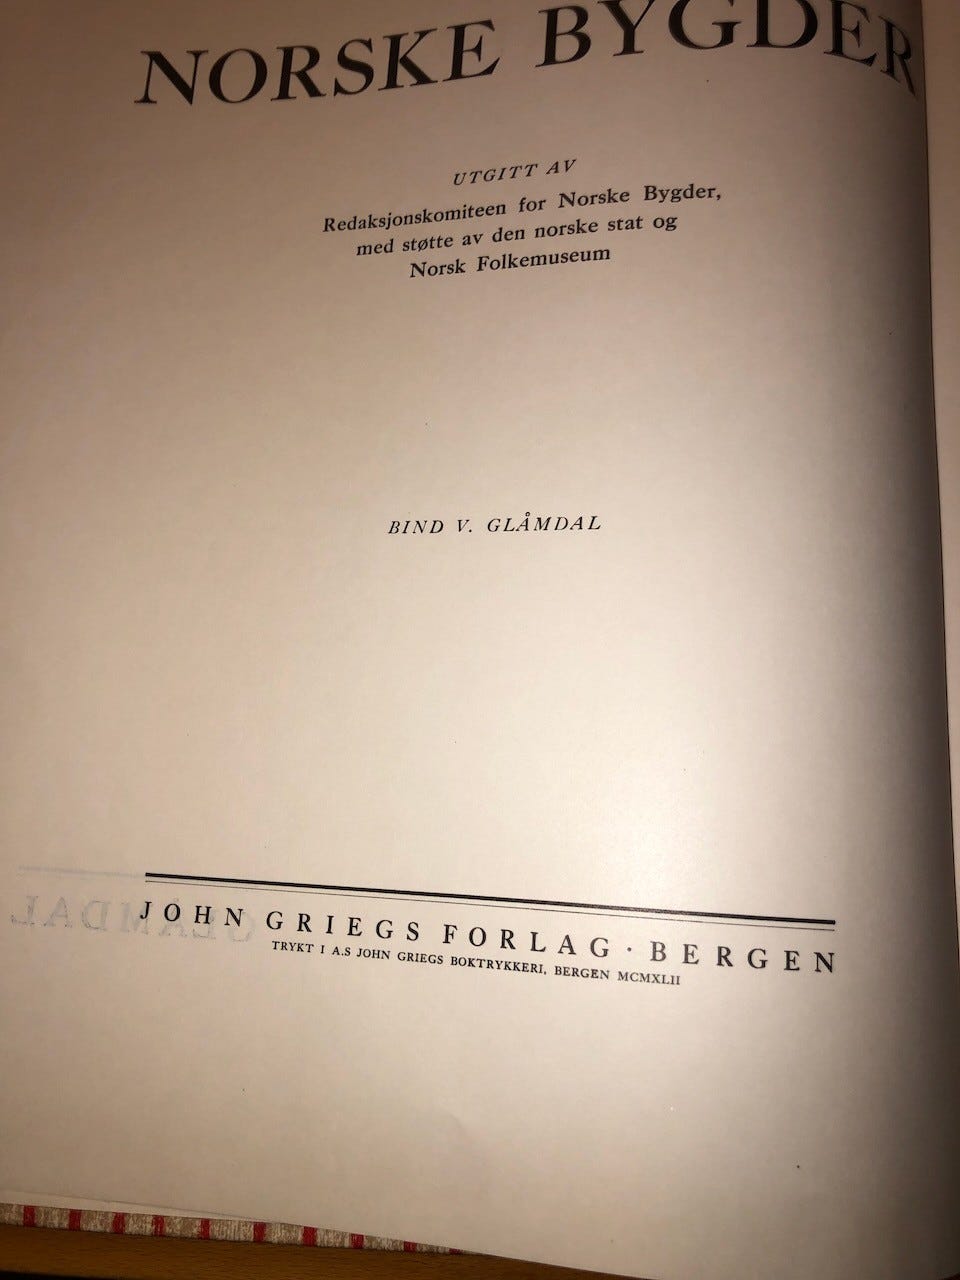 NORSKE BYGDER
UTGITT AV
Redaksjonskomiteen for Norske Bygder,
med støtte av den norske stat og
Norsk Folkemuseum
BIND V. GLÅMDAL
JOHN GRIEGS FORLAG · BERGEN
TRYKT I A.S JOHN GRIEGS BOKTRYKKERI, BERGEN MCMXLII
GLÅMDAL